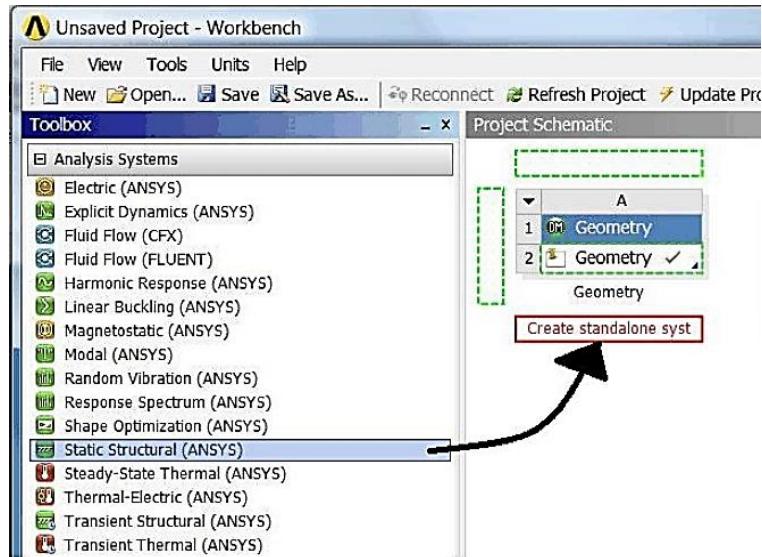 Unsaved Project - Workbench
File View Tools Units Help
New Open... Save Save As... Reconnect Refresh Project Update Pro
Toolbox
Project Schematic
Analysis Systems
Electric (ANSYS)
Explicit Dynamics (ANSYS)
Fluid Flow (CFX)
Fluid Flow (FLUENT)
Harmonic Response (ANSYS)
Linear Buckling (ANSYS)
Magnetostatic (ANSYS)
Modal (ANSYS)
Random Vibration (ANSYS)
Response Spectrum (ANSYS)
Shape Optimization (ANSYS)
Static Structural (ANSYS)
Steady-State Thermal (ANSYS)
Thermal-Electric (ANSYS)
Transient Structural (ANSYS)
Transient Thermal (ANSYS)
A
1 DM Geometry
2 Geometry
Geometry
Create standalone syst